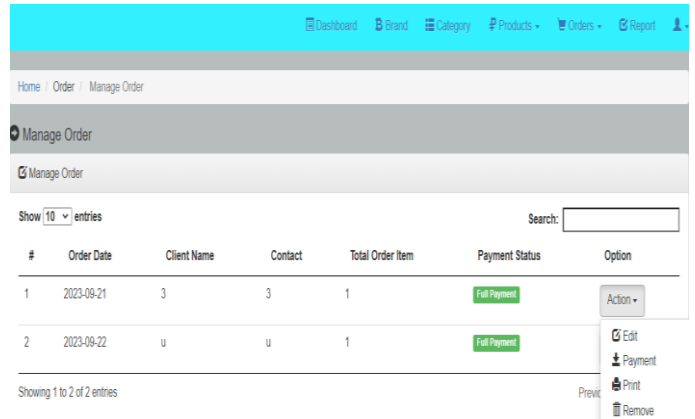 Dashboard Brand Category Products Orders Report
Home / Order / Manage Order
Manage Order
Manage Order
Show 10 entries Search:
# Order Date Client Name Contact Total Order Item Payment Status Option
1 2023-09-21 3 3 1 Full Payment Action
2 2023-09-22 u u 1 Full Payment
Edit
Payment
Print
Remove
Showing 1 to 2 of 2 entries